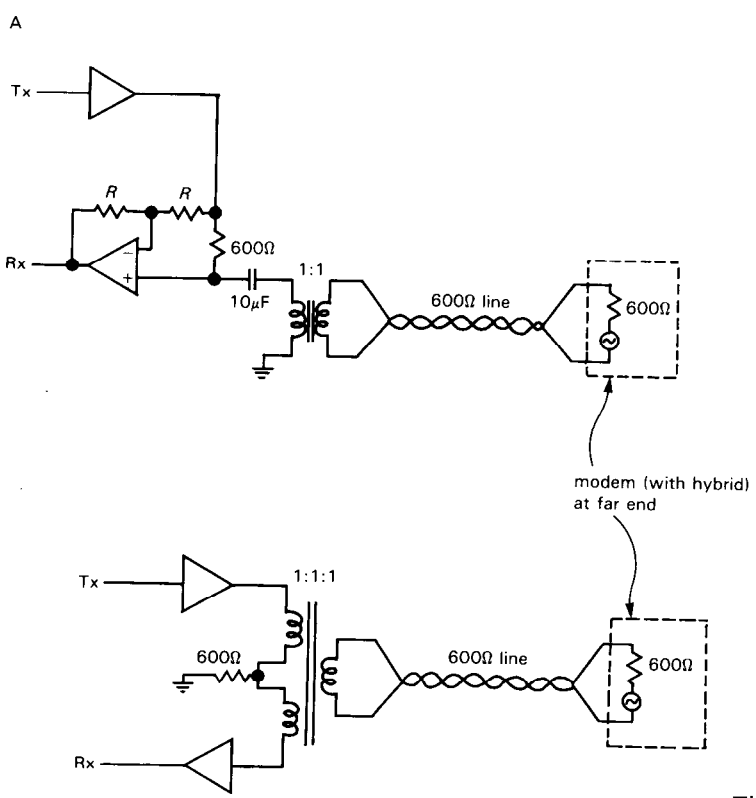 A
Tx
R
R
600Ω
Rx
−
+
10μF
1:1
600Ω line
600Ω
modem (with hybrid)
at far end
Tx
1:1:1
600Ω
600Ω line
600Ω
Rx